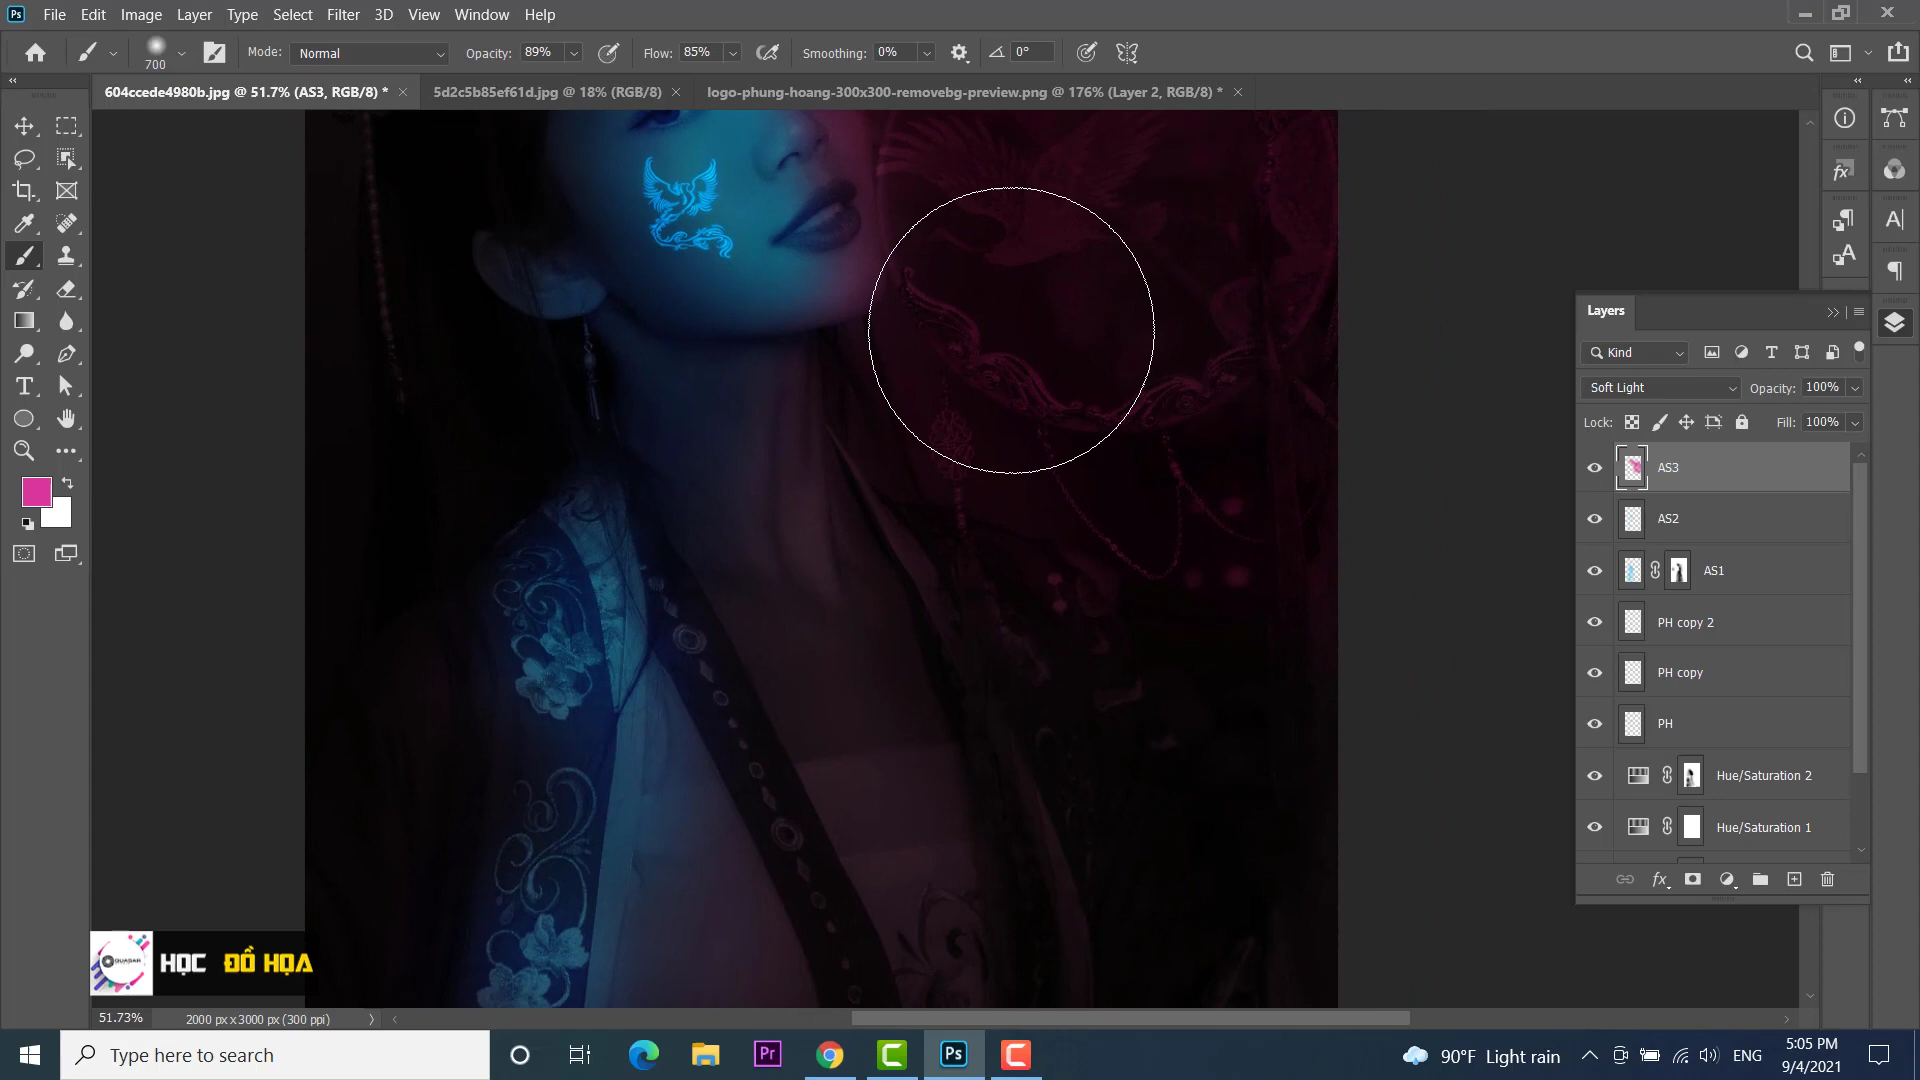 File Edit Image Layer Type Select Filter 3D View Window Help
700 Mode: Normal Opacity: 89% Flow: 85% Smoothing: 0% 0°
604ccede4980b.jpg @ 51.7% (AS3, RGB/8) * 5d2c5b85ef61d.jpg @ 18% (RGB/8) logo-phung-hoang-300x300-removebg-preview.png @ 176% (Layer 2, RGB/8) *
Layers
Kind
Soft Light Opacity: 100%
Lock: Fill: 100%
AS3
AS2
AS1
PH copy 2
PH copy
PH
Hue/Saturation 2
Hue/Saturation 1
QUASAR HỌC ĐỒ HỌA
51.73% 2000 px x 3000 px (300 ppi)
Type here to search
90°F Light rain ENG 5:05 PM
9/4/2021